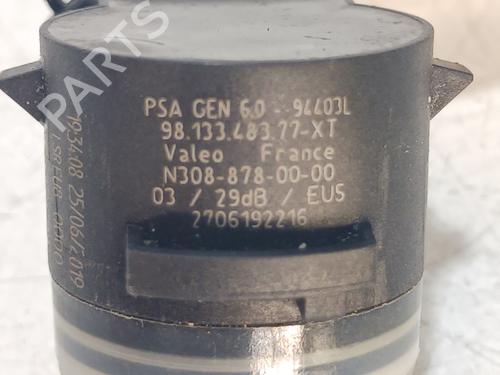 PSA GEN 6.0 - 94403L
98.133.483.77-XT
Valeo France
N308-878-00-00
03 / 29dB / EUS
2706192216
193408 25/06/2019
PARTS